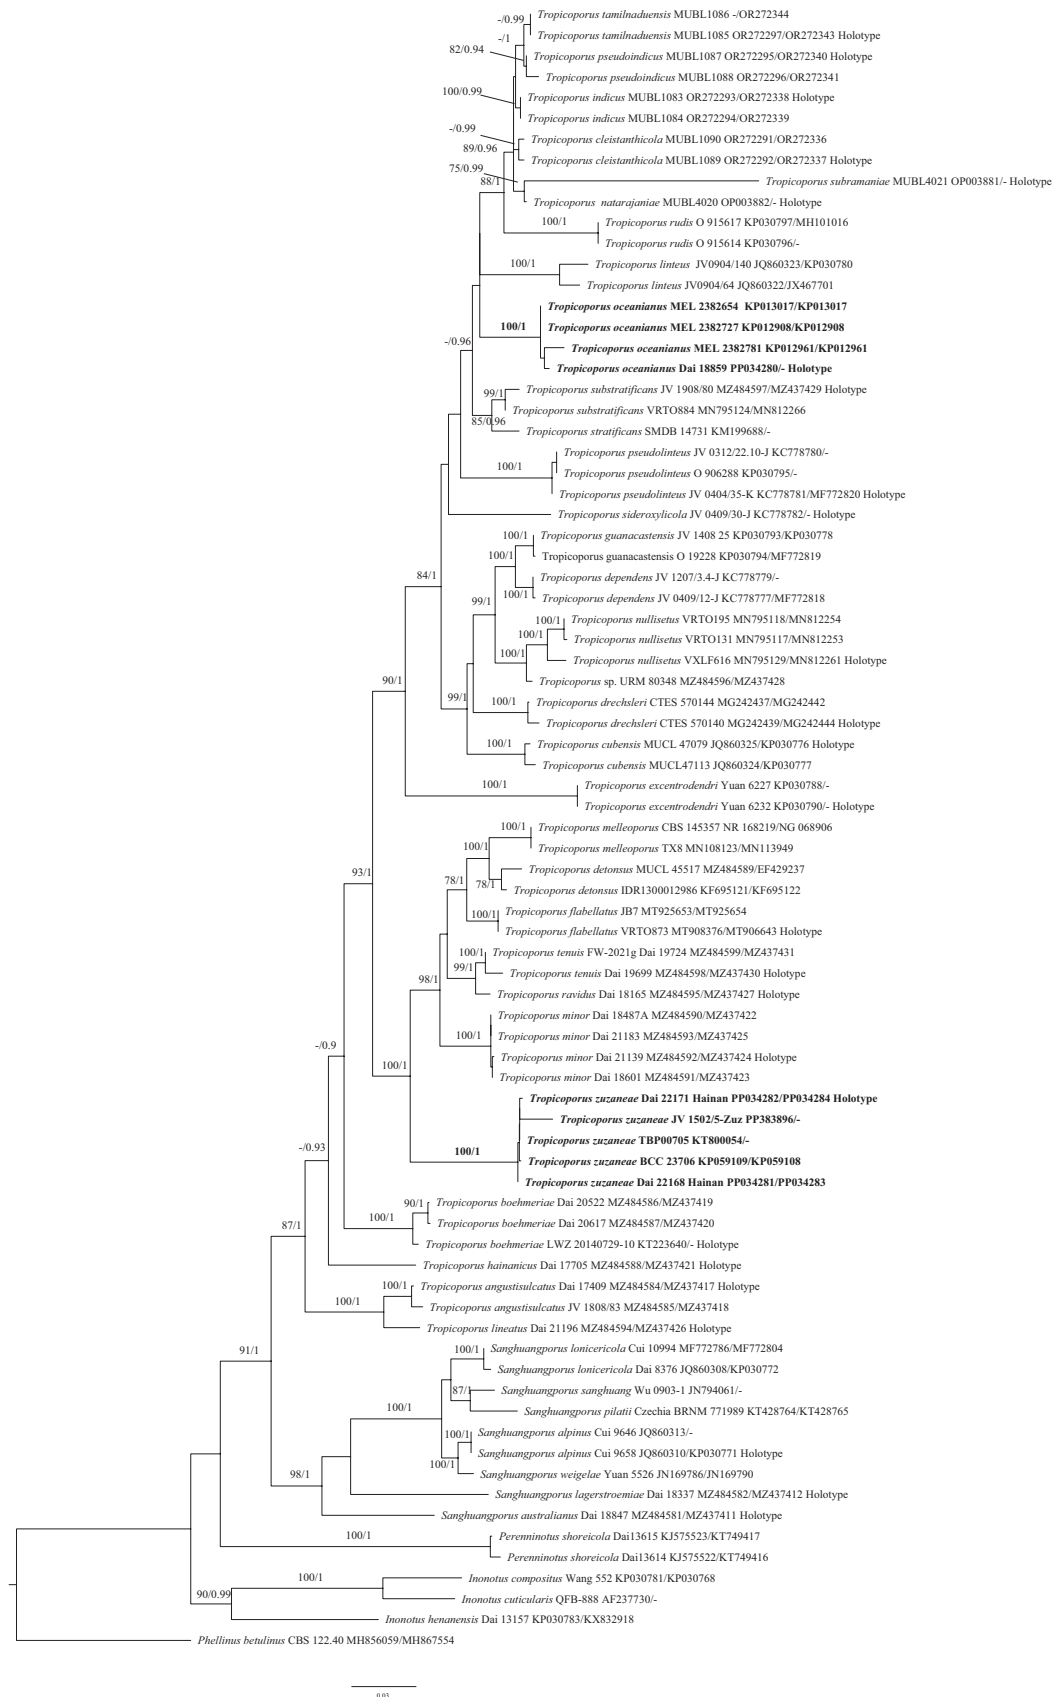 -/0.99
Tropicoporus tamilnaduensis MUBL1086 -/OR272344
Tropicoporus tamilnaduensis MUBL1085 OR272297/OR272343 Holotype
-/1
82/0.94
Tropicoporus pseudoindicus MUBL1087 OR272295/OR272340 Holotype
Tropicoporus pseudoindicus MUBL1088 OR272296/OR272341
100/0.99
Tropicoporus indicus MUBL1083 OR272293/OR272338 Holotype
Tropicoporus indicus MUBL1084 OR272294/OR272339
-/0.99
Tropicoporus cleistanthicola MUBL1090 OR272291/OR272336
89/0.96
Tropicoporus cleistanthicola MUBL1089 OR272292/OR272337 Holotype
75/0.99
88/1
Tropicoporus subramaniae MUBL4021 OP003881/- Holotype
Tropicoporus natarajaniae MUBL4020 OP003882/- Holotype
100/1
Tropicoporus rudis O 915617 KP030797/MH101016
Tropicoporus rudis O 915614 KP030796/-
100/1
Tropicoporus linteus JV0904/140 JQ860323/KP030780
Tropicoporus linteus JV0904/64 JQ860322/JX467701
Tropicoporus oceanianus MEL 2382654 KP013017/KP013017
100/1
Tropicoporus oceanianus MEL 2382727 KP012908/KP012908
-/0.96
Tropicoporus oceanianus MEL 2382781 KP012961/KP012961
Tropicoporus oceanianus Dai 18859 PP034280/- Holotype
99/1
Tropicoporus substratificans JV 1908/80 MZ484597/MZ437429 Holotype
Tropicoporus substratificans VRTO884 MN795124/MN812266
85/0.96
Tropicoporus stratificans SMDB 14731 KM199688/-
Tropicoporus pseudolinteus JV 0312/22.10-J KC778780/-
100/1
Tropicoporus pseudolinteus O 906288 KP030795/-
Tropicoporus pseudolinteus JV 0404/35-K KC778781/MF772820 Holotype
Tropicoporus sideroxylicola JV 0409/30-J KC778782/- Holotype
100/1
Tropicoporus guanacastensis JV 1408 25 KP030793/KP030778
100/1
Tropicoporus guanacastensis O 19228 KP030794/MF772819
84/1
Tropicoporus dependens JV 1207/3.4-J KC778779/-
100/1
Tropicoporus dependens JV 0409/12-J KC778777/MF772818
99/1
100/1
Tropicoporus nullisetus VRTO195 MN795118/MN812254
100/1
Tropicoporus nullisetus VRTO131 MN795117/MN812253
100/1
Tropicoporus nullisetus VXLF616 MN795129/MN812261 Holotype
90/1
Tropicoporus sp. URM 80348 MZ484596/MZ437428
99/1
100/1
Tropicoporus drechsleri CTES 570144 MG242437/MG242442
Tropicoporus drechsleri CTES 570140 MG242439/MG242444 Holotype
100/1
Tropicoporus cubensis MUCL 47079 JQ860325/KP030776 Holotype
Tropicoporus cubensis MUCL47113 JQ860324/KP030777
100/1
Tropicoporus excentrodendri Yuan 6227 KP030788/-
Tropicoporus excentrodendri Yuan 6232 KP030790/- Holotype
100/1
Tropicoporus melleoporus CBS 145357 NR 168219/NG 068906
100/1
Tropicoporus melleoporus TX8 MN108123/MN113949
93/1
Tropicoporus detonsus MUCL 45517 MZ484589/EF429237
78/1
78/1
Tropicoporus detonsus IDR1300012986 KF695121/KF695122
100/1
Tropicoporus flabellatus JB7 MT925653/MT925654
Tropicoporus flabellatus VRTO873 MT908376/MT906643 Holotype
100/1
Tropicoporus tenuis FW-2021g Dai 19724 MZ484599/MZ437431
99/1
Tropicoporus tenuis Dai 19699 MZ484598/MZ437430 Holotype
98/1
Tropicoporus ravidus Dai 18165 MZ484595/MZ437427 Holotype
Tropicoporus minor Dai 18487A MZ484590/MZ437422
100/1
Tropicoporus minor Dai 21183 MZ484593/MZ437425
-/0.9
Tropicoporus minor Dai 21139 MZ484592/MZ437424 Holotype
100/1
Tropicoporus minor Dai 18601 MZ484591/MZ437423
Tropicoporus zuzaneae Dai 22171 Hainan PP034282/PP034284 Holotype
Tropicoporus zuzaneae JV 1502/5-Zuz PP383896/-
-/0.93
Tropicoporus zuzaneae TBP00705 KT800054/-
100/1
Tropicoporus zuzaneae BCC 23706 KP059109/KP059108
Tropicoporus zuzaneae Dai 22168 Hainan PP034281/PP034283
90/1
Tropicoporus boehmeriae Dai 20522 MZ484586/MZ437419
100/1
Tropicoporus boehmeriae Dai 20617 MZ484587/MZ437420
87/1
Tropicoporus boehmeriae LWZ 20140729-10 KT223640/- Holotype
Tropicoporus hainanicus Dai 17705 MZ484588/MZ437421 Holotype
100/1
Tropicoporus angustisulcatus Dai 17409 MZ484584/MZ437417 Holotype
100/1
Tropicoporus angustisulcatus JV 1808/83 MZ484585/MZ437418
Tropicoporus lineatus Dai 21196 MZ484594/MZ437426 Holotype
91/1
100/1
Sanghuangporus lonicericola Cui 10994 MF772786/MF772804
Sanghuangporus lonicericola Dai 8376 JQ860308/KP030772
87/1
Sanghuangporus sanghuang Wu 0903-1 JN794061/-
100/1
Sanghuangporus pilatii Czechia BRNM 771989 KT428764/KT428765
100/1
Sanghuangporus alpinus Cui 9646 JQ860313/-
Sanghuangporus alpinus Cui 9658 JQ860310/KP030771 Holotype
100/1
98/1
Sanghuangporus weigelae Yuan 5526 JN169786/JN169790
Sanghuangporus lagerstroemiae Dai 18337 MZ484582/MZ437412 Holotype
Sanghuangporus australianus Dai 18847 MZ484581/MZ437411 Holotype
100/1
Perenninotus shoreicola Dai13615 KJ575523/KT749417
Perenninotus shoreicola Dai13614 KJ575522/KT749416
100/1
Inonotus compositus Wang 552 KP030781/KP030768
90/0.99
Inonotus cuticularis QFB-888 AF237730/-
Inonotus henanensis Dai 13157 KP030783/KX832918
Phellinus betulinus CBS 122.40 MH856059/MH867554
0.03